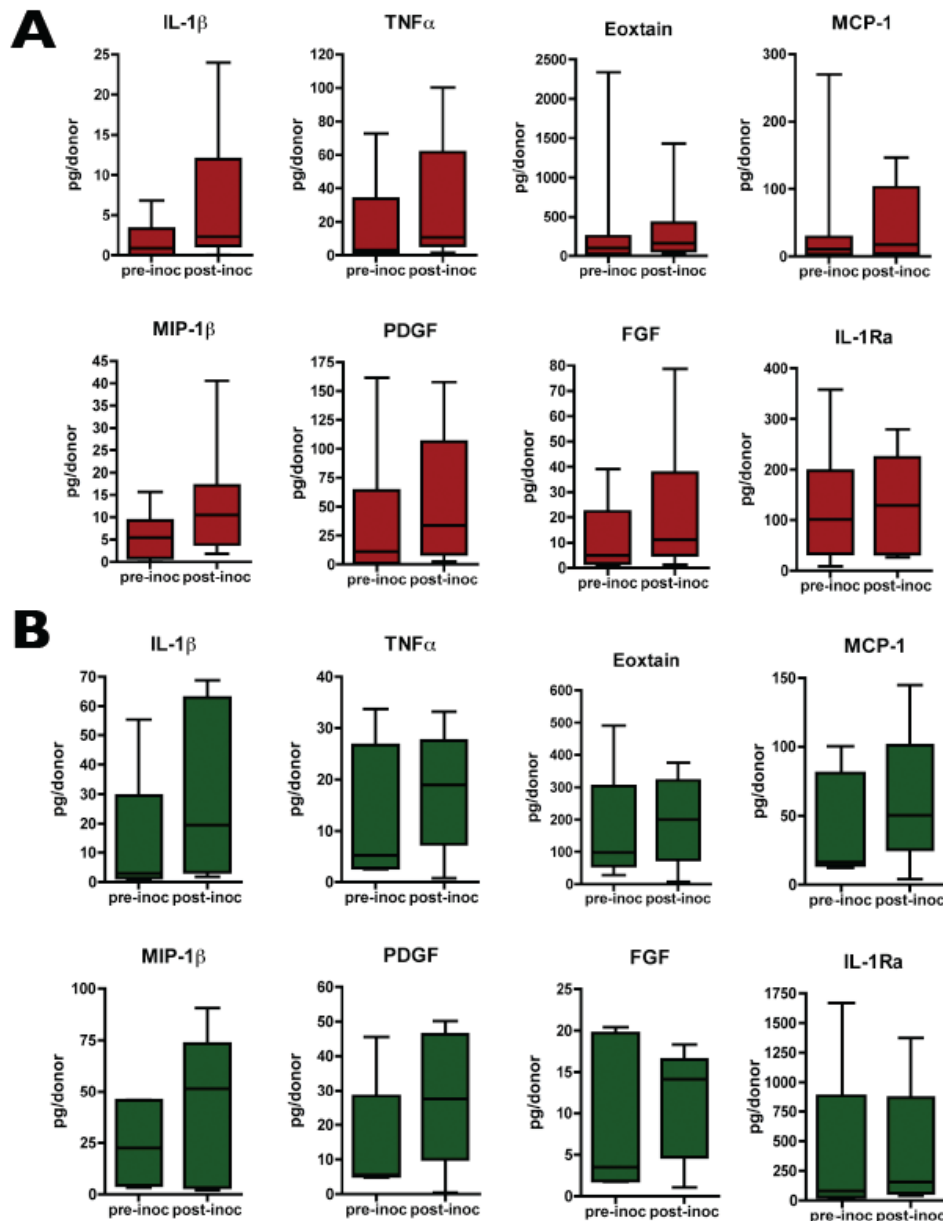 A
IL-1β
TNFα
Eoxtain
MCP-1
pg/donor
25
20
15
10
5
0
pre-inoc post-inoc
pg/donor
120
100
80
60
40
20
0
pre-inoc post-inoc
pg/donor
2500
2000
1500
1000
500
0
pre-inoc post-inoc
pg/donor
300
200
100
0
pre-inoc post-inoc
MIP-1β
PDGF
FGF
IL-1Ra
pg/donor
45
40
35
30
25
20
15
10
5
0
pre-inoc post-inoc
pg/donor
175
150
125
100
75
50
25
0
pre-inoc post-inoc
pg/donor
80
70
60
50
40
30
20
10
0
pre-inoc post-inoc
pg/donor
400
300
200
100
0
pre-inoc post-inoc
B
IL-1β
TNFα
Eoxtain
MCP-1
pg/donor
70
60
50
40
30
20
10
0
pre-inoc post-inoc
pg/donor
40
30
20
10
0
pre-inoc post-inoc
pg/donor
600
500
400
300
200
100
0
pre-inoc post-inoc
pg/donor
150
100
50
0
pre-inoc post-inoc
MIP-1β
PDGF
FGF
IL-1Ra
pg/donor
100
75
50
25
0
pre-inoc post-inoc
pg/donor
60
50
40
30
20
10
0
pre-inoc post-inoc
pg/donor
25
20
15
10
5
0
pre-inoc post-inoc
pg/donor
1750
1500
1250
1000
750
500
250
0
pre-inoc post-inoc